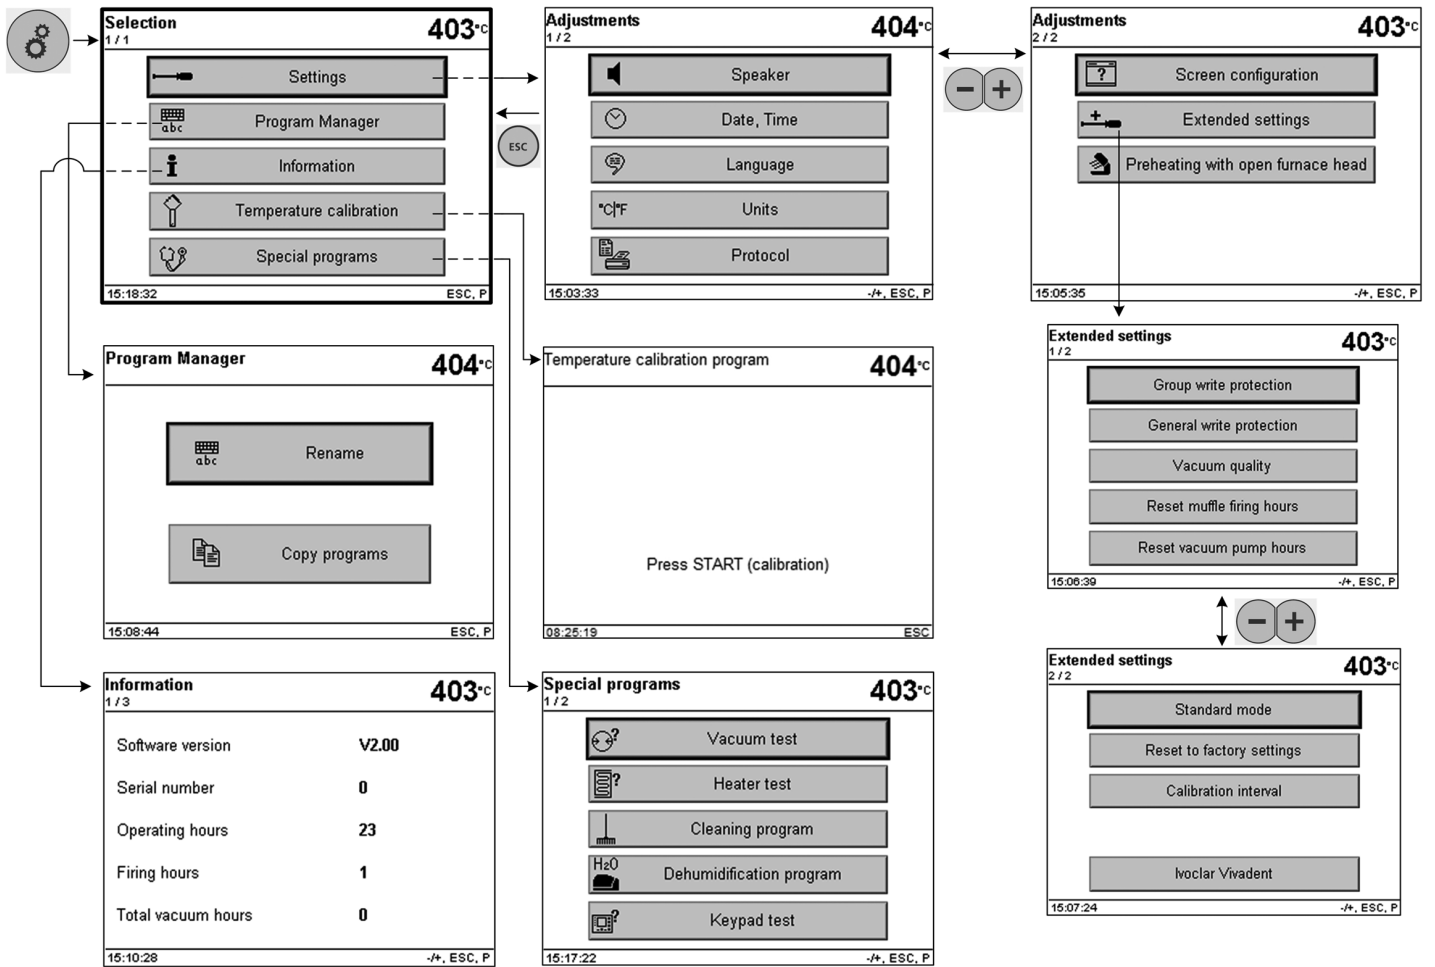 Selection
1 / 1
403°C
Settings
abc
Program Manager
Information
Temperature calibration
Special programs
15:18:32
ESC, P
ESC
Adjustments
1 / 2
404°C
Speaker
Date, Time
Language
°C|°F
Units
Protocol
15:03:33
-/+, ESC, P
- +
Adjustments
2 / 2
403°C
?
Screen configuration
+
Extended settings
Preheating with open furnace head
15:05:35
-/+, ESC, P
Program Manager
404°C
abc
Rename
Copy programs
15:08:44
ESC, P
Temperature calibration program
404°C
Press START (calibration)
08:25:19
ESC
Extended settings
1 / 2
403°C
Group write protection
General write protection
Vacuum quality
Reset muffle firing hours
Reset vacuum pump hours
15:06:39
-/+, ESC, P
- +
Information
1 / 3
403°C
Software version V2.00
Serial number 0
Operating hours 23
Firing hours 1
Total vacuum hours 0
15:10:28
-/+, ESC, P
Special programs
1 / 2
403°C
?
Vacuum test
?
Heater test
Cleaning program
H2O
Dehumidification program
?
Keypad test
15:17:22
-/+, ESC, P
Extended settings
2 / 2
403°C
Standard mode
Reset to factory settings
Calibration interval
Ivoclar Vivadent
15:07:24
-/+, ESC, P